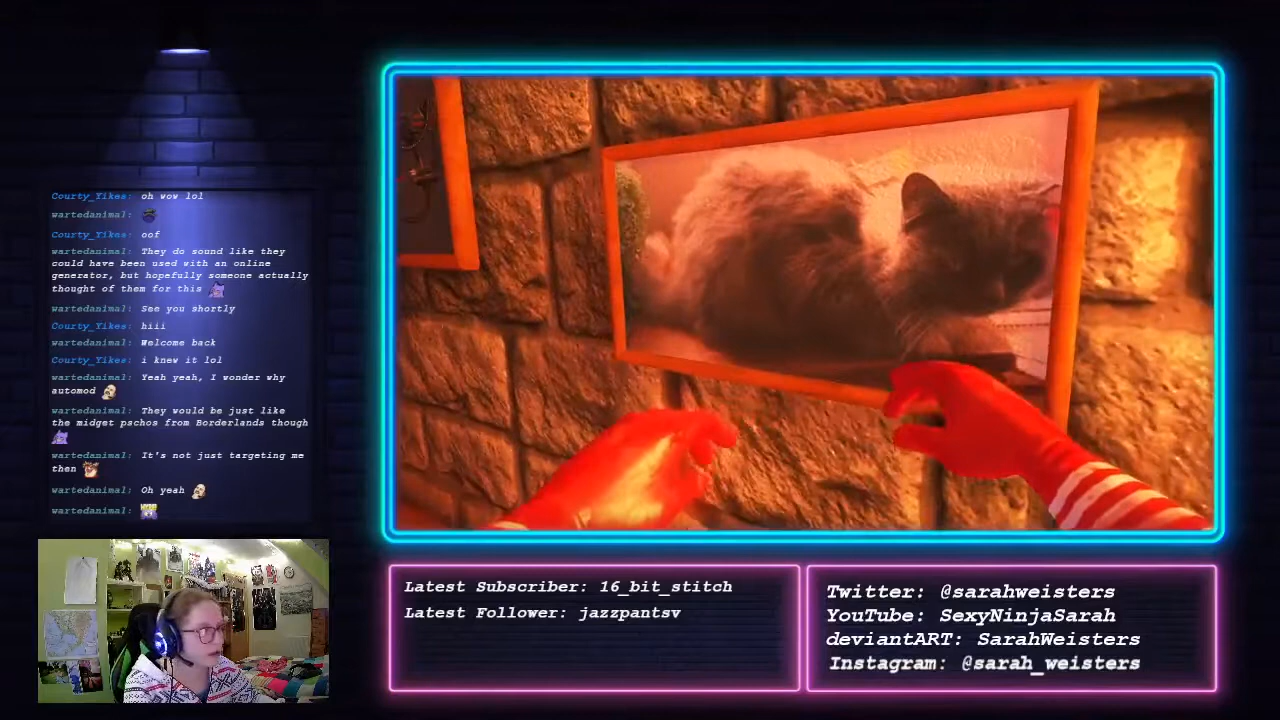 Courty_Yikes: oh wow lol
wartedanimal:
Courty_Yikes: oof
wartedanimal: They do sound like they
could have been used with an online
generator, but hopefully someone actually
thought of them for this
wartedanimal: See you shortly
Courty_Yikes: hiii
wartedanimal: Welcome back
Courty_Yikes: i knew it lol
wartedanimal: Yeah yeah, I wonder why
automod
wartedanimal: They would be just like
the midget pschos from Borderlands though
wartedanimal: It's not just targeting me
then
wartedanimal: Oh yeah
wartedanimal:
Latest Subscriber: 16_bit_stitch
Latest Follower: jazzpantsv
Twitter: @sarahweisters
YouTube: SexyNinjaSarah
deviantART: SarahWeisters
Instagram: @sarah_weisters